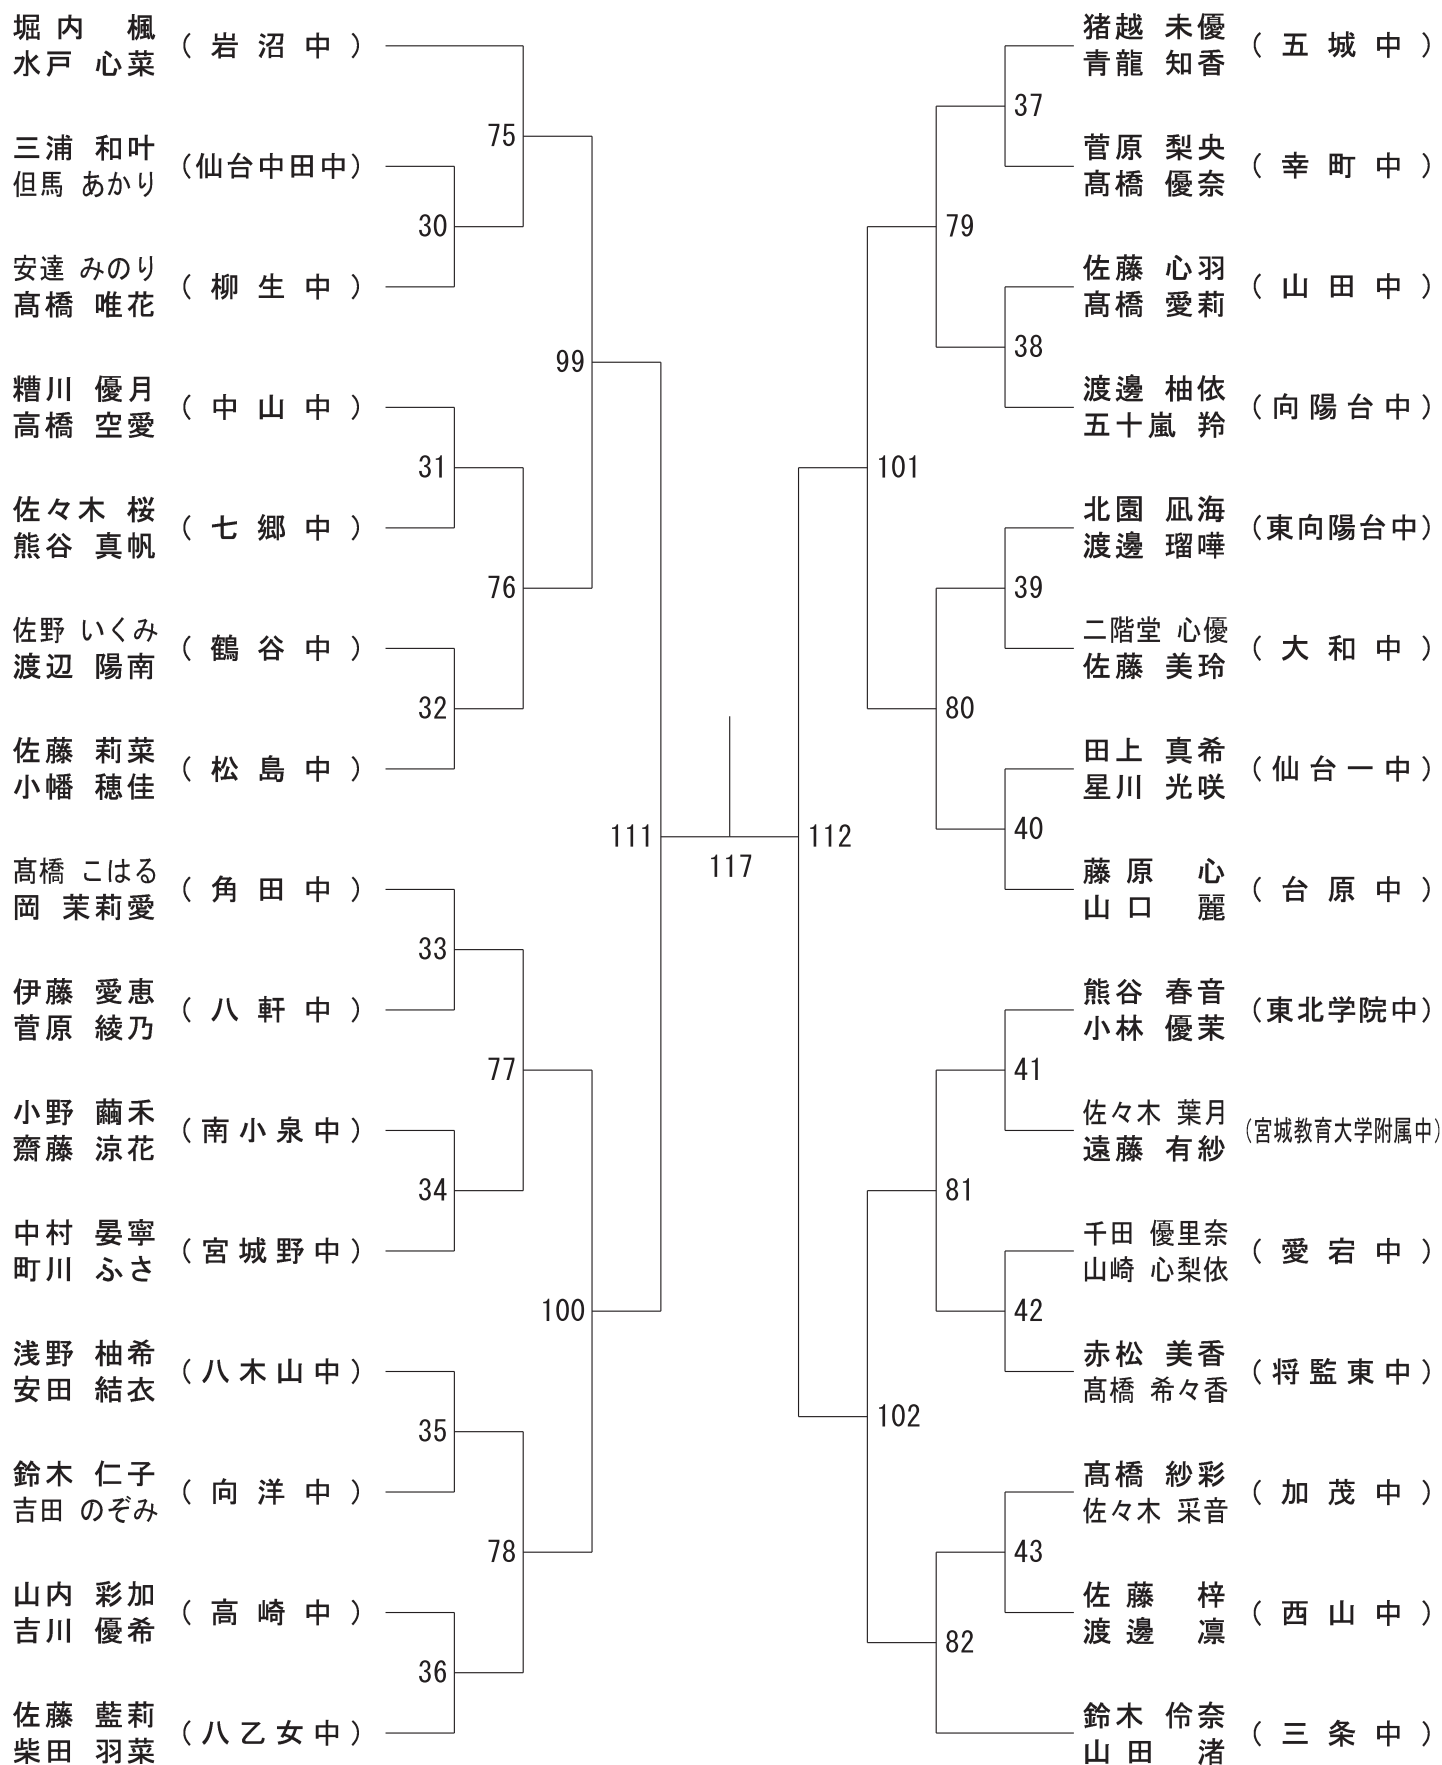 堀内 楓
水戸 心菜
(岩沼中)
三浦 和叶
但馬 あかり
(仙台中田中)
安達 みのり
髙橋 唯花
(柳生中)
糟川 優月
高橋 空愛
(中山中)
佐々木 桜
熊谷 真帆
(七郷中)
佐野 いくみ
渡辺 陽南
(鶴谷中)
佐藤 莉菜
小幡 穂佳
(松島中)
髙橋 こはる
岡 茉莉愛
(角田中)
伊藤 愛恵
菅原 綾乃
(八軒中)
小野 繭禾
齋藤 涼花
(南小泉中)
中村 晏寧
町川 ふさ
(宮城野中)
浅野 柚希
安田 結衣
(八木山中)
鈴木 仁子
吉田 のぞみ
(向洋中)
山内 彩加
吉川 優希
(高崎中)
佐藤 藍莉
柴田 羽菜
(八乙女中)
30
31
32
33
34
35
36
75
76
77
78
99
100
111
117
112
101
102
79
80
81
82
37
38
39
40
41
42
43
猪越 未優
青龍 知香
(五城中)
菅原 梨央
髙橋 優奈
(幸町中)
佐藤 心羽
髙橋 愛莉
(山田中)
渡邊 柚依
五十嵐 羚
(向陽台中)
北園 凪海
渡邊 瑠嘩
(東向陽台中)
二階堂 心優
佐藤 美玲
(大和中)
田上 真希
星川 光咲
(仙台一中)
藤原 心
山口 麗
(台原中)
熊谷 春音
小林 優茉
(東北学院中)
佐々木 葉月
遠藤 有紗
(宮城教育大学附属中)
千田 優里奈
山崎 心梨依
(愛宕中)
赤松 美香
髙橋 希々香
(将監東中)
髙橋 紗彩
佐々木 采音
(加茂中)
佐藤 梓
渡邊 凛
(西山中)
鈴木 伶奈
山田 渚
(三条中)